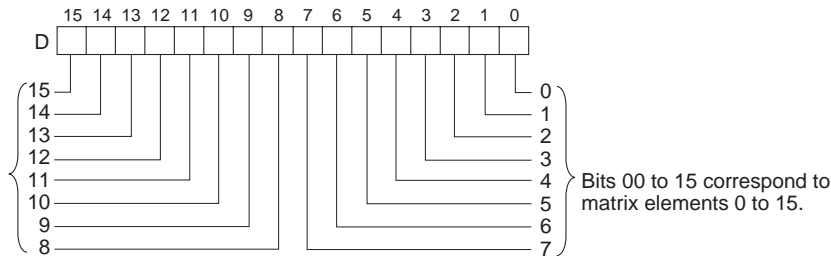 15 14 13 12 11 10 9 8 7 6 5 4 3 2 1 0
D
15 0
14 1
13 2
12 3
11 4
10 5
9 6
8 7
Bits 00 to 15 correspond to
matrix elements 0 to 15.